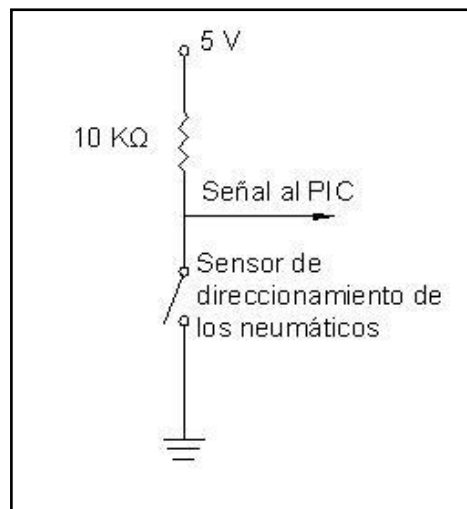 5 V
10 KΩ
Señal al PIC
Sensor de
direccionamiento de
los neumáticos